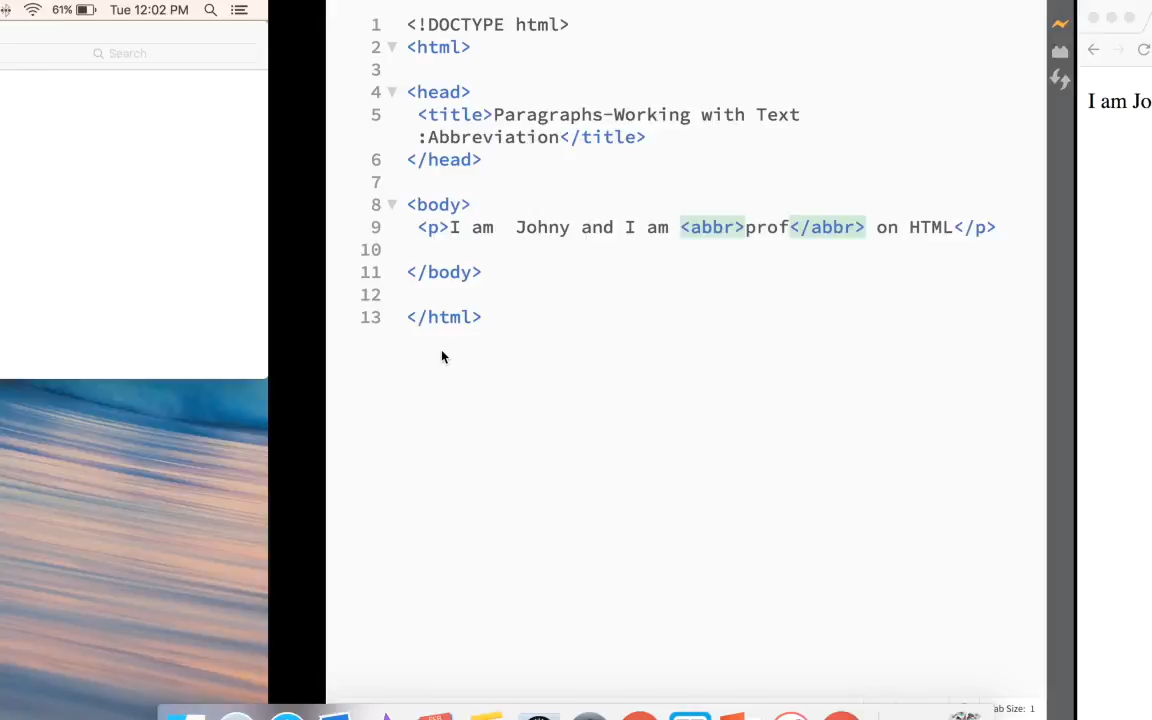 61% Tue 12:02 PM
Search
1 <!DOCTYPE html>
2 <html>
3
4 <head>
5 <title>Paragraphs-Working with Text
:Abbreviation</title>
6 </head>
7
8 <body>
9 <p>I am  Johny and I am <abbr>prof</abbr> on HTML</p>
10
11 </body>
12
13 </html>
I am Jo
ab Size: 1